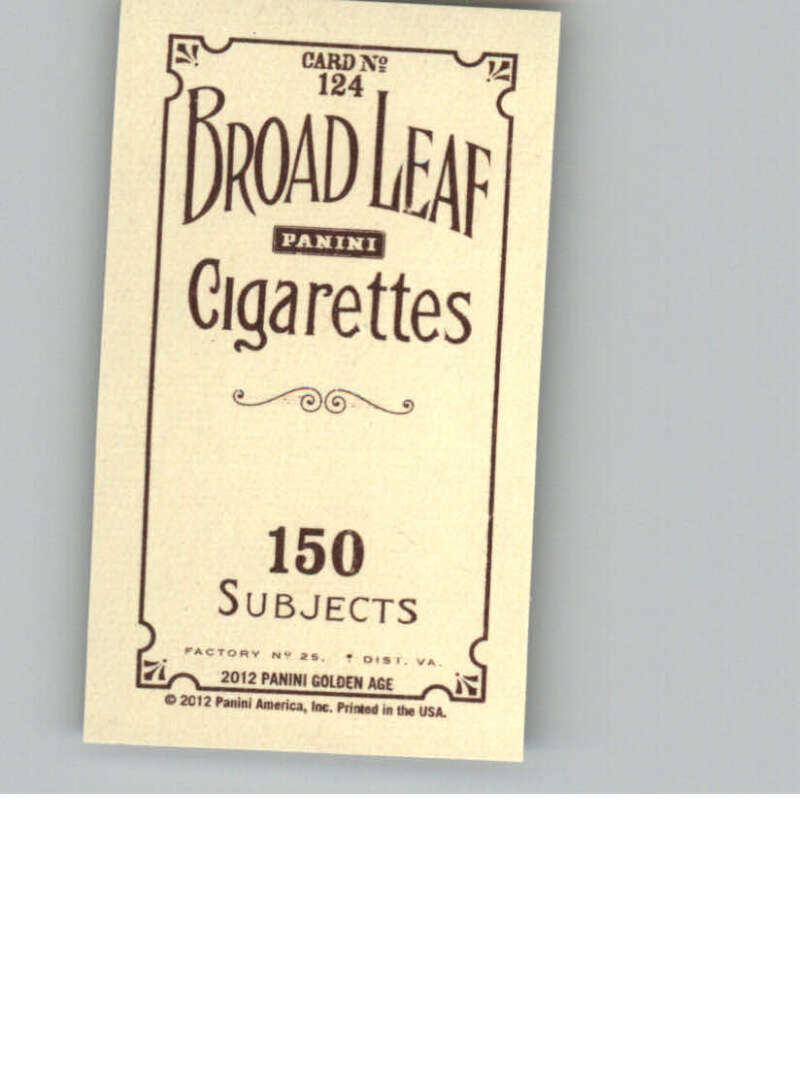 CARD Nº
124
BROAD LEAF
PANINI
Cigarettes
150
SUBJECTS
FACTORY Nº 25, DIST. VA.
2012 PANINI GOLDEN AGE
© 2012 Panini America, Inc. Printed in the USA.